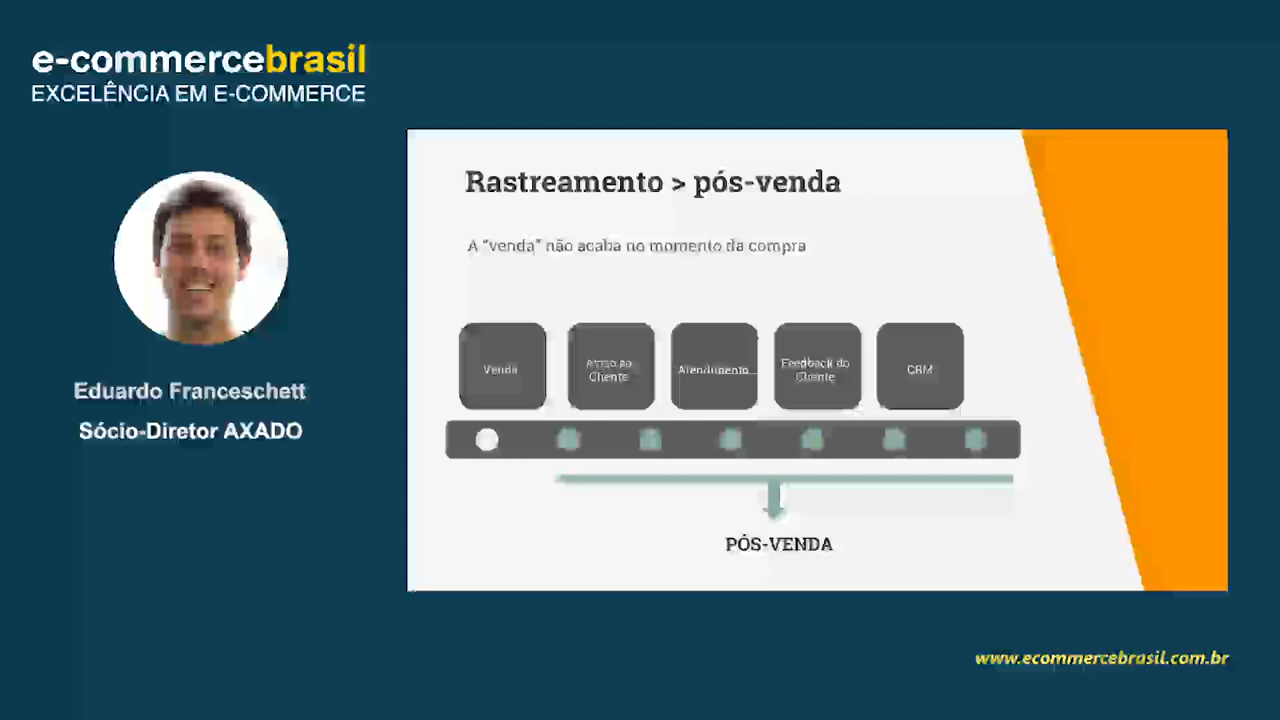 e-commercebrasil
EXCELÊNCIA EM E-COMMERCE
Eduardo Franceschett
Sócio-Diretor AXADO
Rastreamento > pós-venda
A "venda" não acaba no momento da compra
Venda
Aviso ao
Cliente
Atendimento
Feedback do
Cliente
CRM
PÓS-VENDA
www.ecommercebrasil.com.br